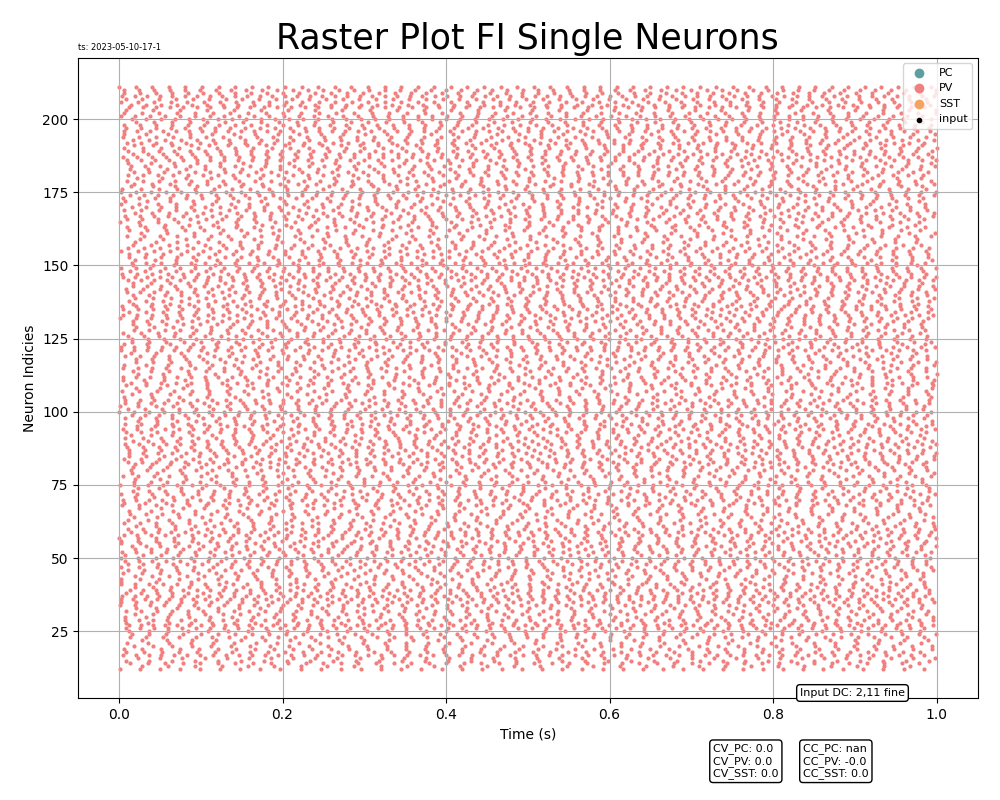 Raster Plot FI Single Neurons
ts: 2023-05-10-17-1
PC
PV
SST
input
200
175
150
125
100
75
50
25
Neuron Indicies
Input DC: 2,11 fine
0.0 0.2 0.4 0.6 0.8 1.0
Time (s)
CV_PC: 0.0
CV_PV: 0.0
CV_SST: 0.0
CC_PC: nan
CC_PV: -0.0
CC_SST: 0.0